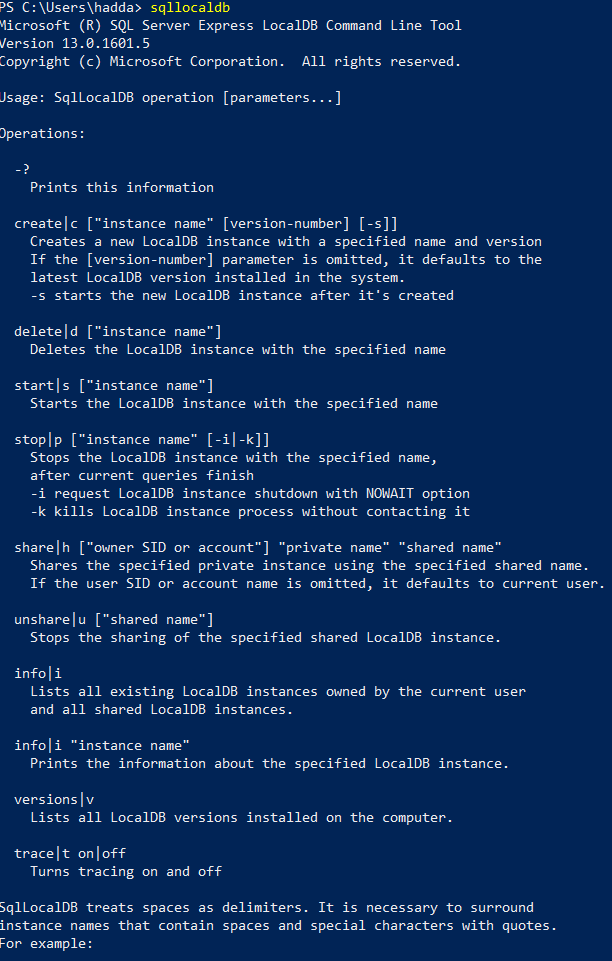 PS C:\Users\hadda> sqllocaldb
Microsoft (R) SQL Server Express LocalDB Command Line Tool
Version 13.0.1601.5
Copyright (c) Microsoft Corporation.  All rights reserved.

Usage: SqlLocalDB operation [parameters...]

Operations:

  -?
    Prints this information

  create|c ["instance name" [version-number] [-s]]
    Creates a new LocalDB instance with a specified name and version
    If the [version-number] parameter is omitted, it defaults to the
    latest LocalDB version installed in the system.
    -s starts the new LocalDB instance after it's created

  delete|d ["instance name"]
    Deletes the LocalDB instance with the specified name

  start|s ["instance name"]
    Starts the LocalDB instance with the specified name

  stop|p ["instance name" [-i|-k]]
    Stops the LocalDB instance with the specified name,
    after current queries finish
    -i request LocalDB instance shutdown with NOWAIT option
    -k kills LocalDB instance process without contacting it

  share|h ["owner SID or account"] "private name" "shared name"
    Shares the specified private instance using the specified shared name.
    If the user SID or account name is omitted, it defaults to current user.

  unshare|u ["shared name"]
    Stops the sharing of the specified shared LocalDB instance.

  info|i
    Lists all existing LocalDB instances owned by the current user
    and all shared LocalDB instances.

  info|i "instance name"
    Prints the information about the specified LocalDB instance.

  versions|v
    Lists all LocalDB versions installed on the computer.

  trace|t on|off
    Turns tracing on and off

SqlLocalDB treats spaces as delimiters. It is necessary to surround
instance names that contain spaces and special characters with quotes.
For example: